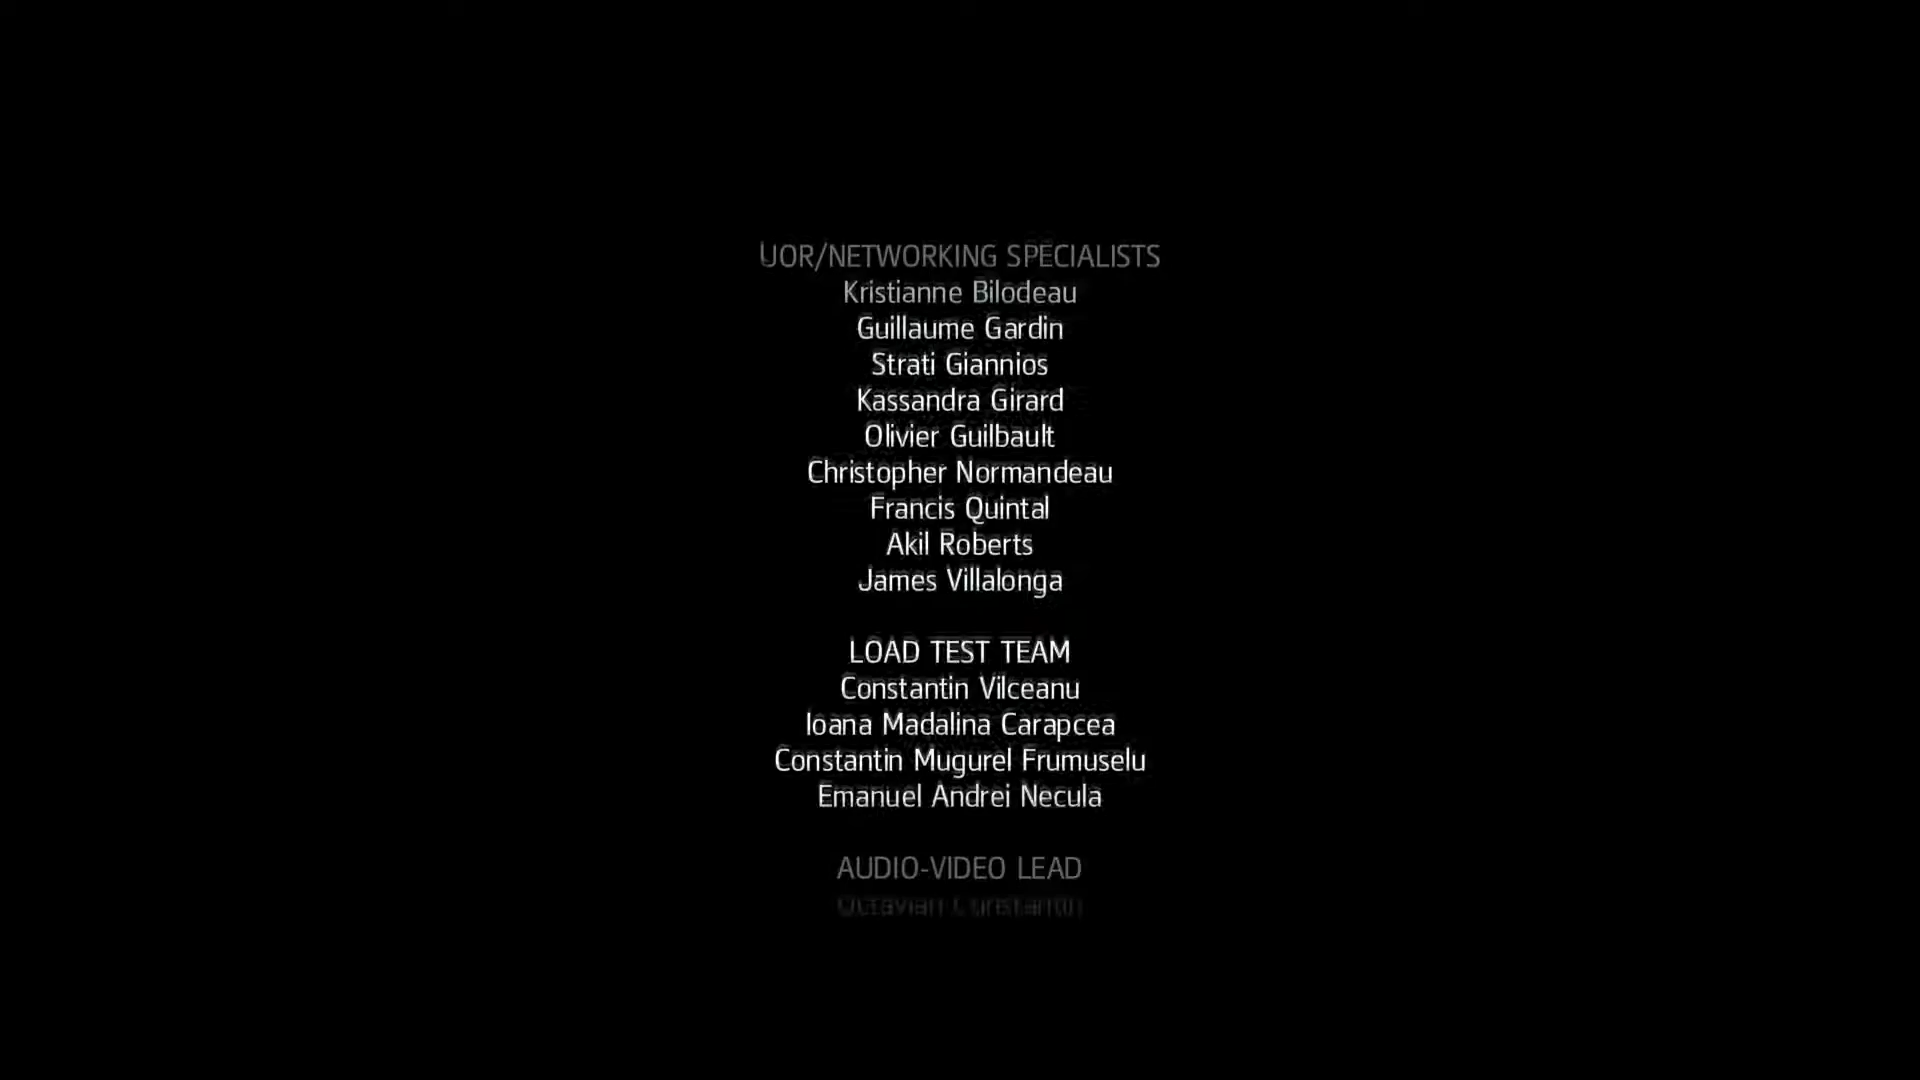 UOR/NETWORKING SPECIALISTS
Kristianne Bilodeau
Guillaume Gardin
Strati Giannios
Kassandra Girard
Olivier Guilbault
Christopher Normandeau
Francis Quintal
Akil Roberts
James Villalonga
LOAD TEST TEAM
Constantin Vilceanu
Ioana Madalina Carapcea
Constantin Mugurel Frumuselu
Emanuel Andrei Necula
AUDIO-VIDEO LEAD
Octavian Constantin